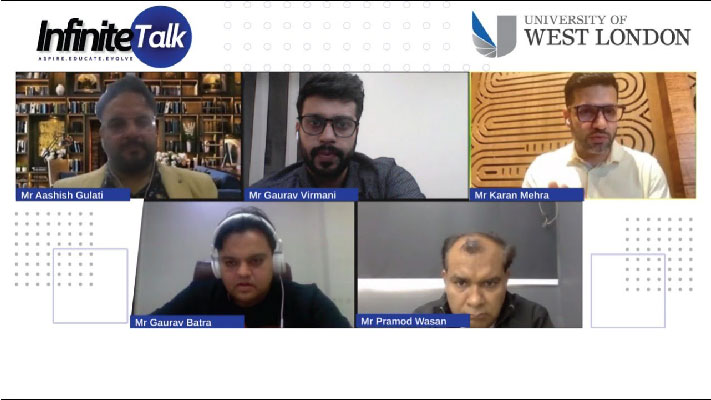 InfiniteTalk
ASPIRE.EDUCATE.EVOLVE
UNIVERSITY OF
WEST LONDON
Mr Aashish Gulati
Mr Gaurav Virmani
Mr Karan Mehra
Mr Gaurav Batra
Mr Pramod Wasan